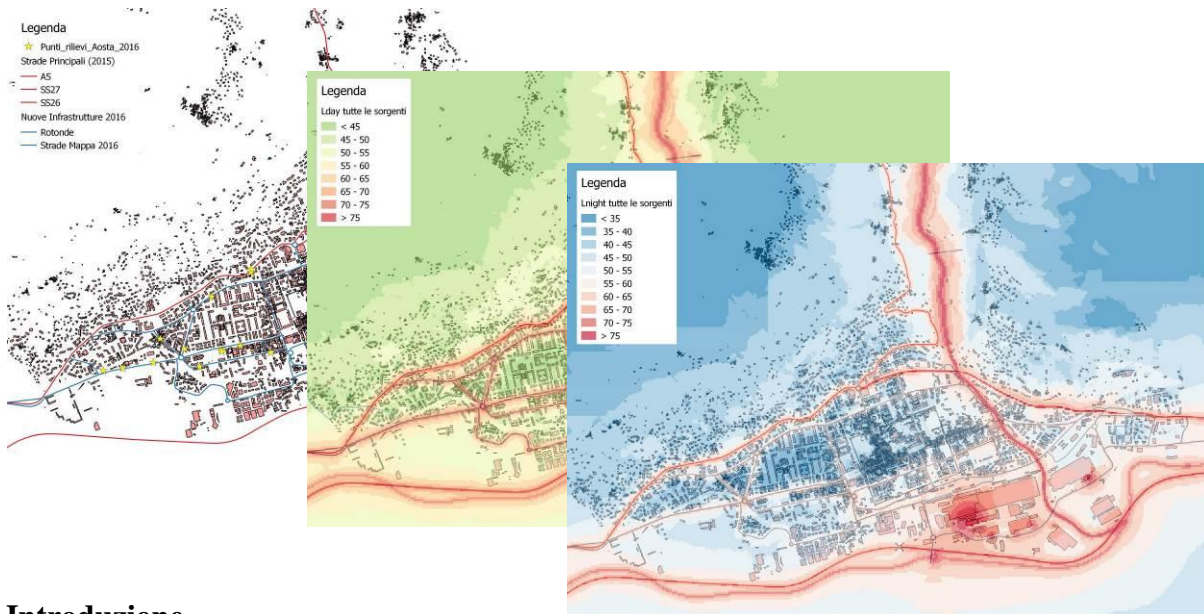 Legenda
Punti_rilievi_Aosta_2016
Strade Principali (2015)
A5
SS27
SS26
Nuove Infrastrutture 2016
Rotonde
Strade Mappa 2016
Legenda
Lday tutte le sorgenti
< 45
45 - 50
50 - 55
55 - 60
60 - 65
65 - 70
70 - 75
> 75
Legenda
Lnight tutte le sorgenti
< 35
35 - 40
40 - 45
45 - 50
50 - 55
55 - 60
60 - 65
65 - 70
70 - 75
> 75
Introduzione